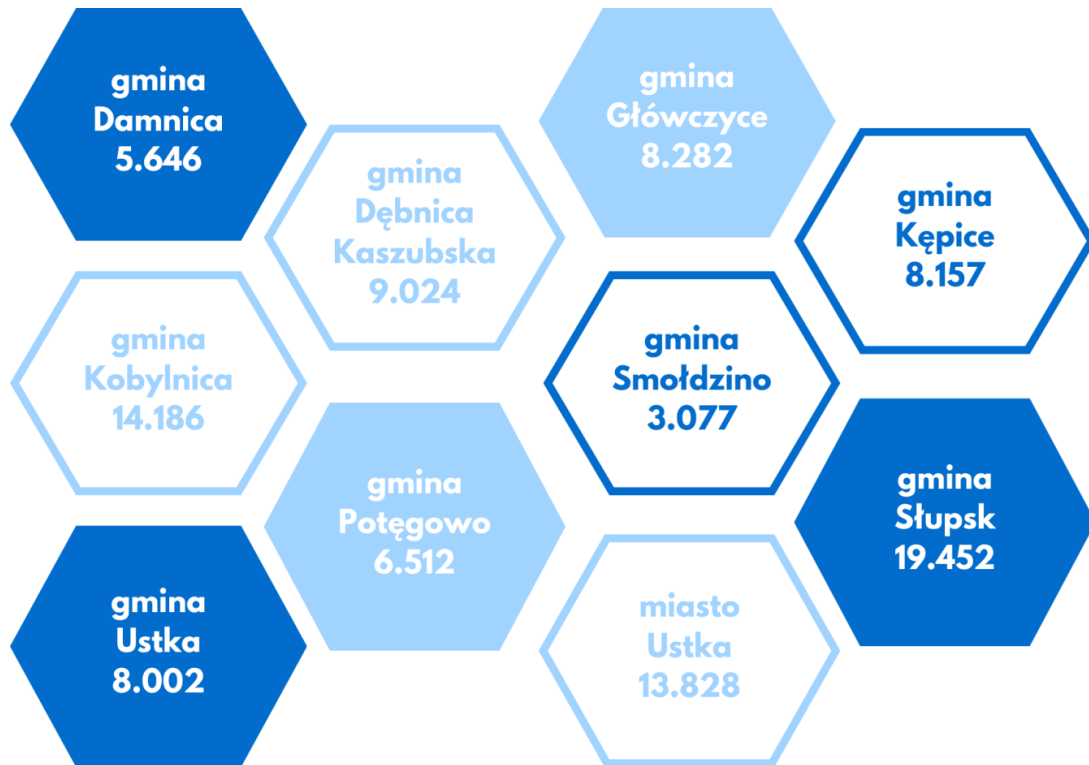 gmina
Damnica
5.646
gmina
Główczyce
8.282
gmina
Dębnica
Kaszubska
9.024
gmina
Kępice
8.157
gmina
Kobylnica
14.186
gmina
Smołdzino
3.077
gmina
Potęgowo
6.512
gmina
Słupsk
19.452
gmina
Ustka
8.002
miasto
Ustka
13.828